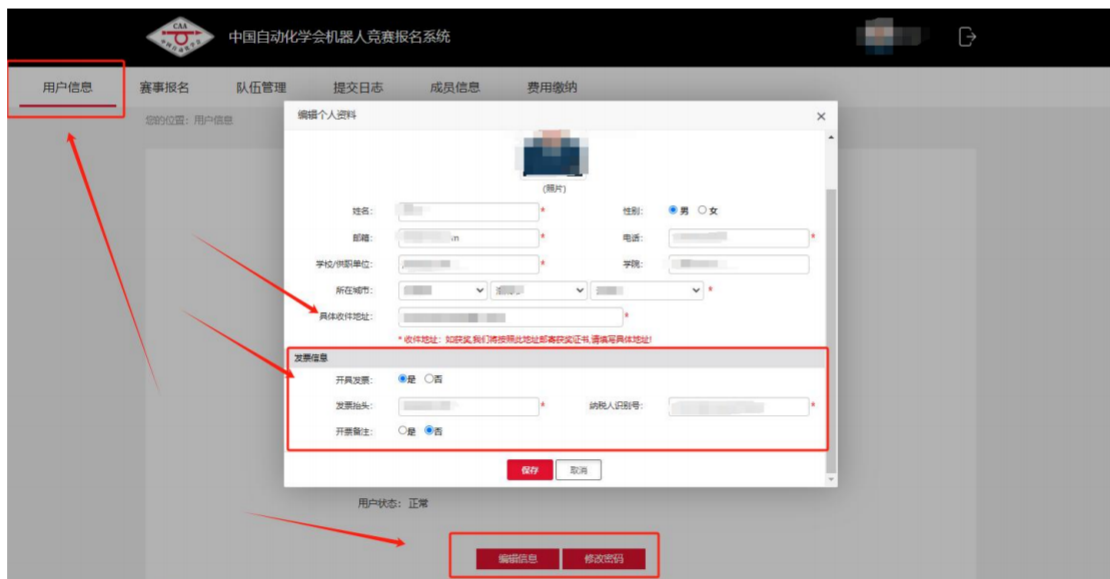 CAA
中国自动化学会机器人竞赛报名系统
用户信息 赛事报名 队伍管理 提交日志 成员信息 费用缴纳
您的位置：用户信息
编辑个人资料 ×
(照片)
姓名： * 性别： 男 女
邮箱： * 电话： *
学校/供职单位： * 学院：
所在城市： *
具体收件地址： *
* 收件地址：如获奖,我们将按照此地址邮寄获奖证书,请填写具体地址!
发票信息
开具发票： 是 否
发票抬头： * 纳税人识别号： *
开票备注： 是 否
保存 取消
用户状态：正常
编辑信息 修改密码